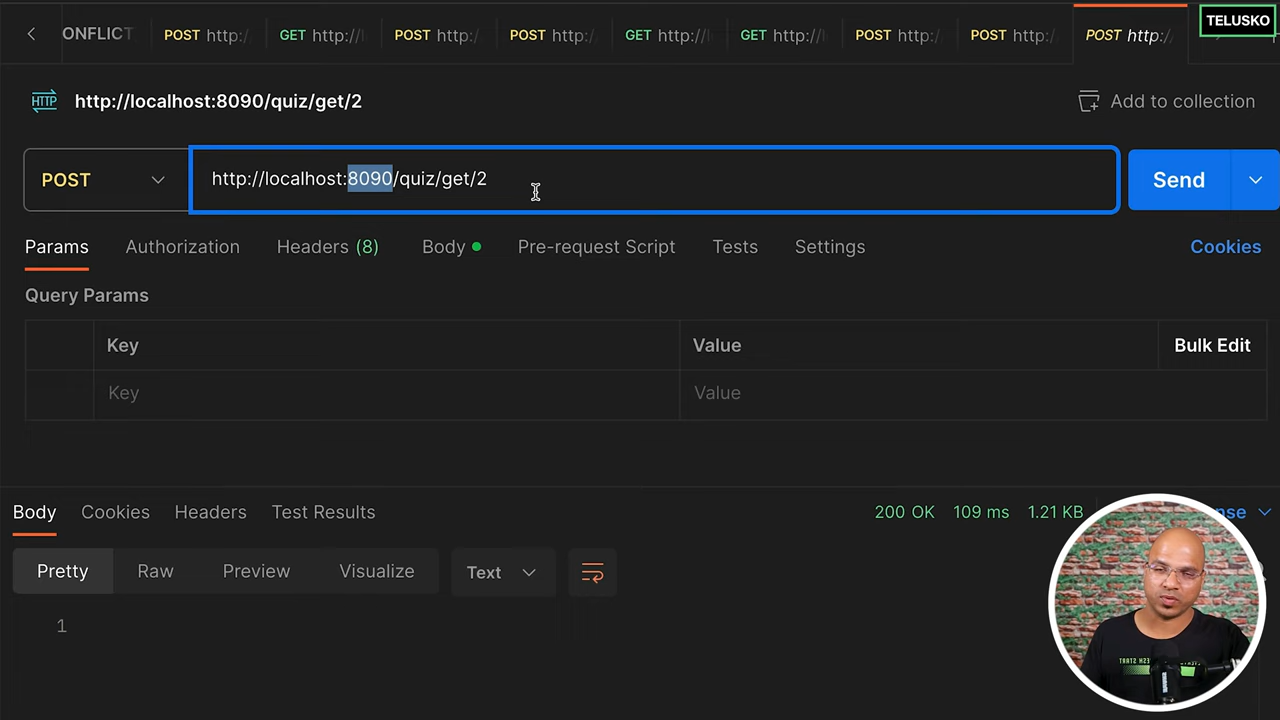 ONFLICT POST http:/ GET http://l POST http:/ POST http:/ GET http://l GET http://l POST http:/ POST http:/ POST http:/ TELUSKO
HTTP http://localhost:8090/quiz/get/2 Add to collection
POST http://localhost:8090/quiz/get/2 Send
Params Authorization Headers (8) Body Pre-request Script Tests Settings Cookies
Query Params
Key Value Bulk Edit
Key Value
Body Cookies Headers Test Results 200 OK 109 ms 1.21 KB nse
Pretty Raw Preview Visualize Text
1